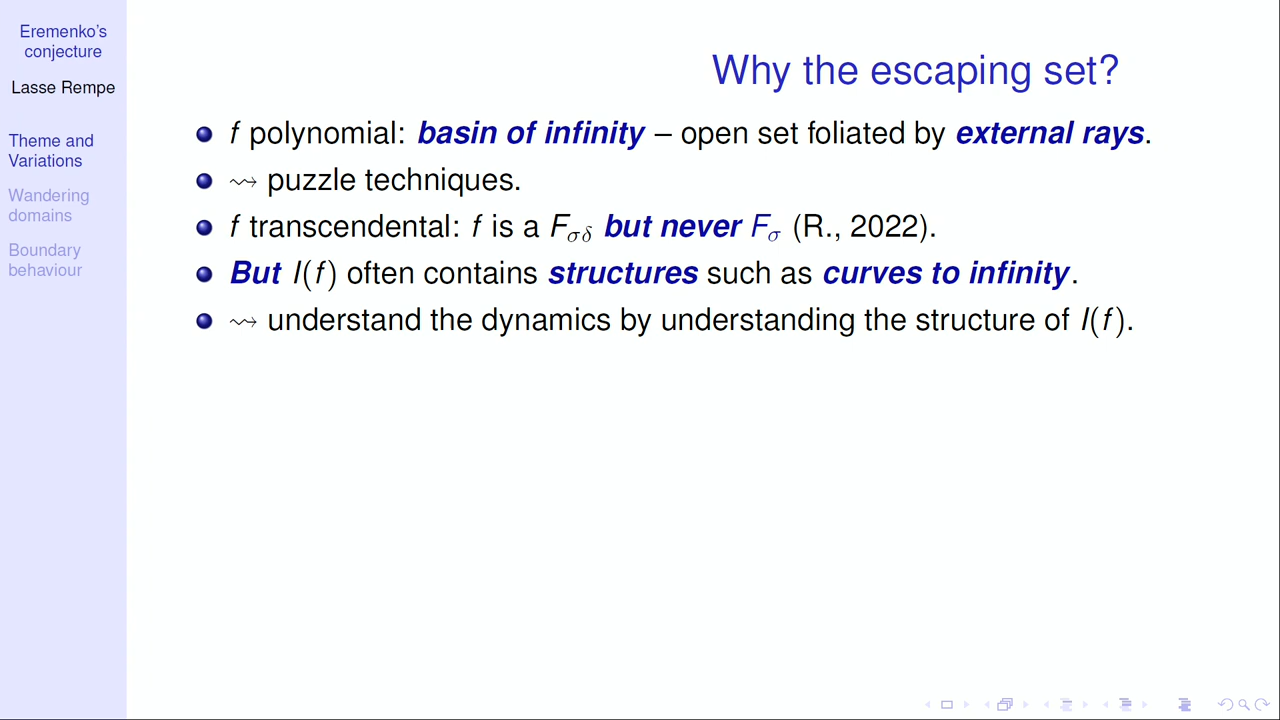 Eremenko's
conjecture
Lasse Rempe
Theme and
Variations
Wandering
domains
Boundary
behaviour
Why the escaping set?
f polynomial: basin of infinity – open set foliated by external rays.
⇝ puzzle techniques.
f transcendental: f is a F_{σδ} but never F_σ (R., 2022).
But I(f) often contains structures such as curves to infinity.
⇝ understand the dynamics by understanding the structure of I(f).